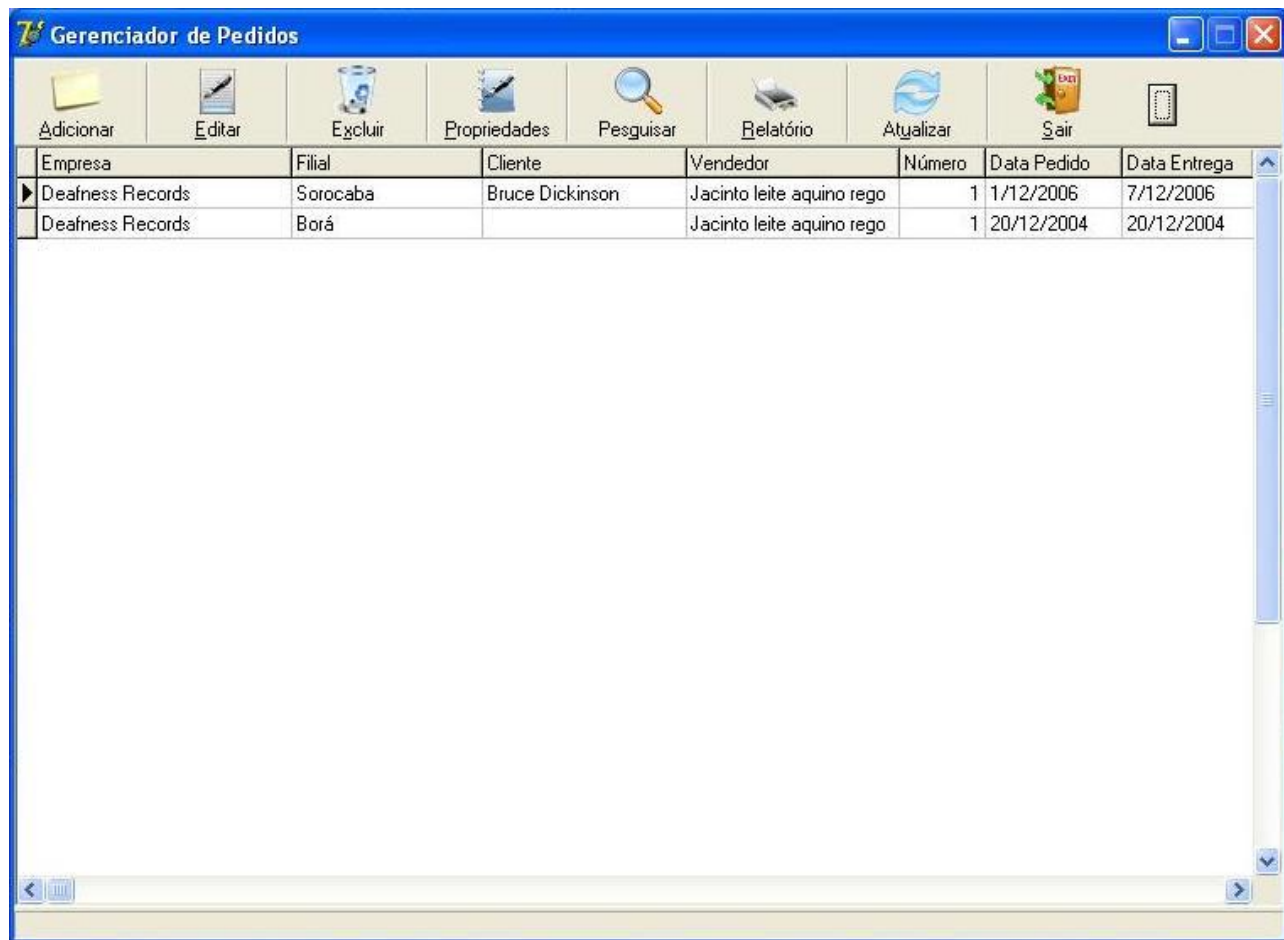 Gerenciador de Pedidos
Adicionar Editar Excluir Propriedades Pesquisar Relatório Atualizar Sair
Empresa Filial Cliente Vendedor Número Data Pedido Data Entrega
Deafness Records Sorocaba Bruce Dickinson Jacinto leite aquino rego 1 1/12/2006 7/12/2006
Deafness Records Borá Jacinto leite aquino rego 1 20/12/2004 20/12/2004